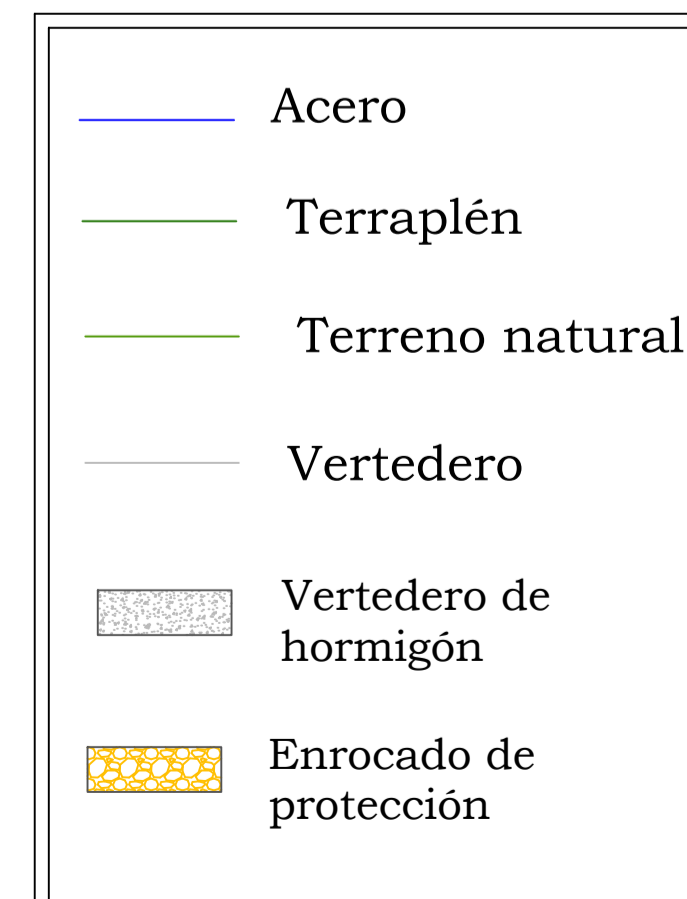 Acero
Terraplén
Terreno natural
Vertedero
Vertedero de
hormigón
Enrocado de
protección